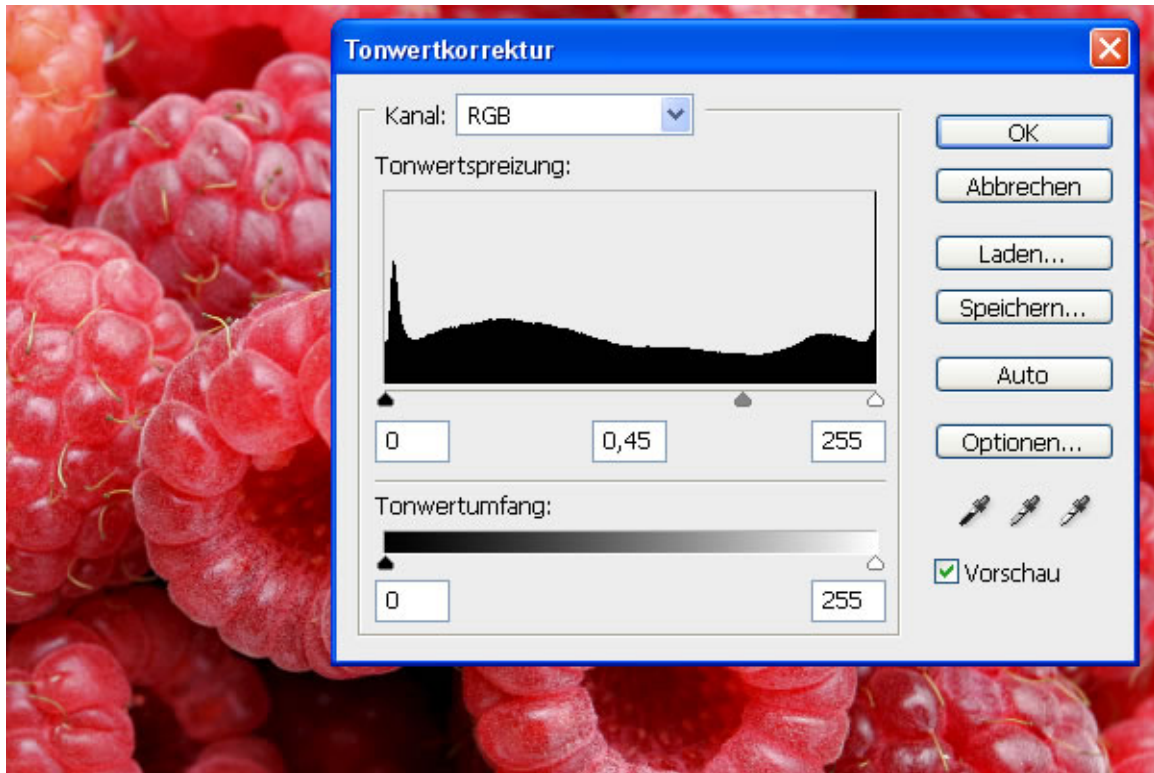 Tonwertkorrektur
Kanal: RGB
Tonwertspreizung:
0 0,45 255
Tonwertumfang:
0 255
OK
Abbrechen
Laden...
Speichern...
Auto
Optionen...
Vorschau